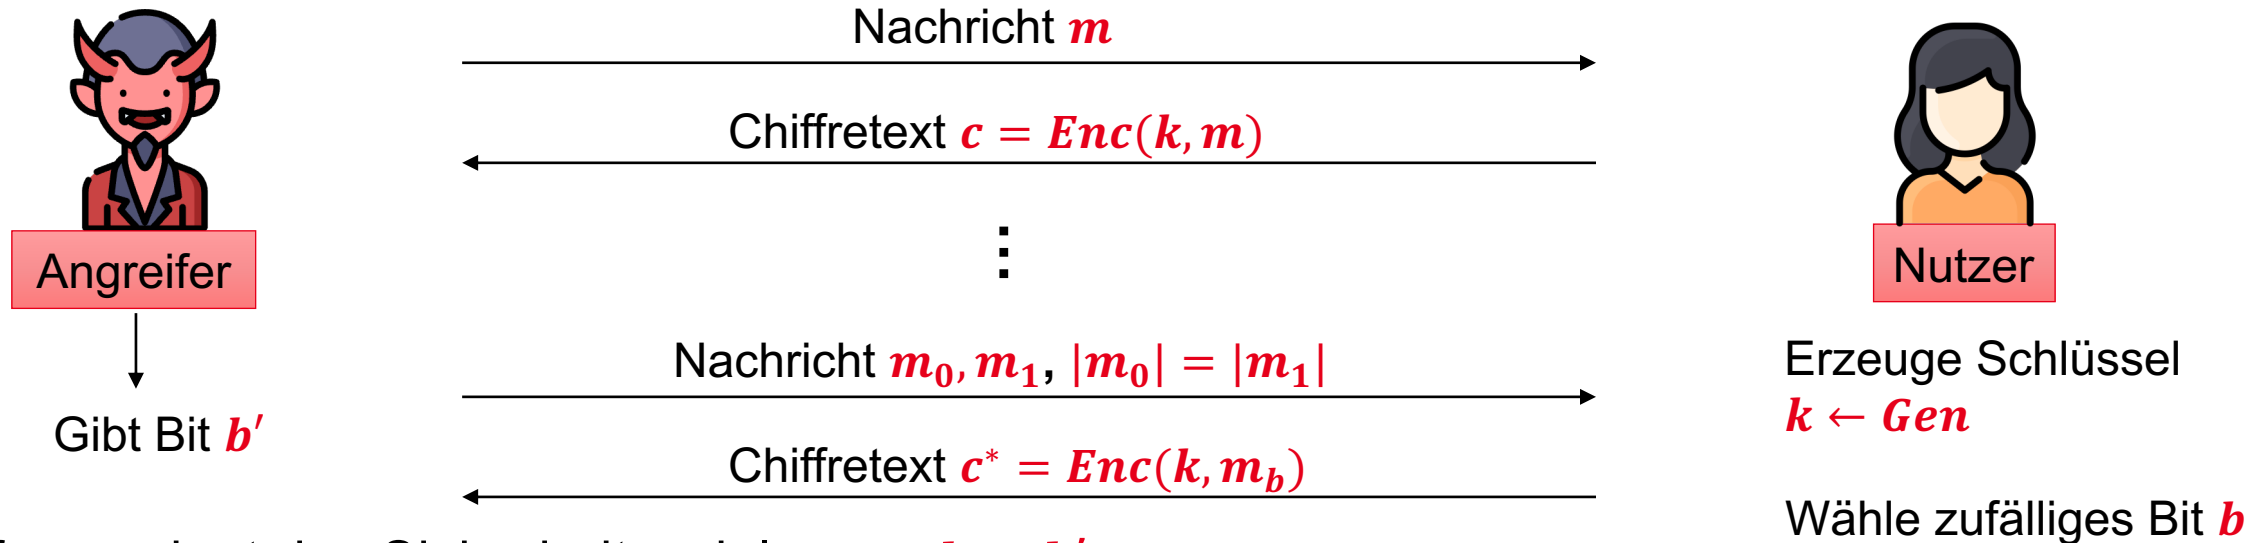 Nachricht m
Chiffretext c = Enc(k, m)
⋮
Angreifer
Nutzer
Nachricht m₀, m₁, |m₀| = |m₁|
Erzeuge Schlüssel
k ← Gen
Gibt Bit b′
Chiffretext c* = Enc(k, m_b)
Wähle zufälliges Bit b